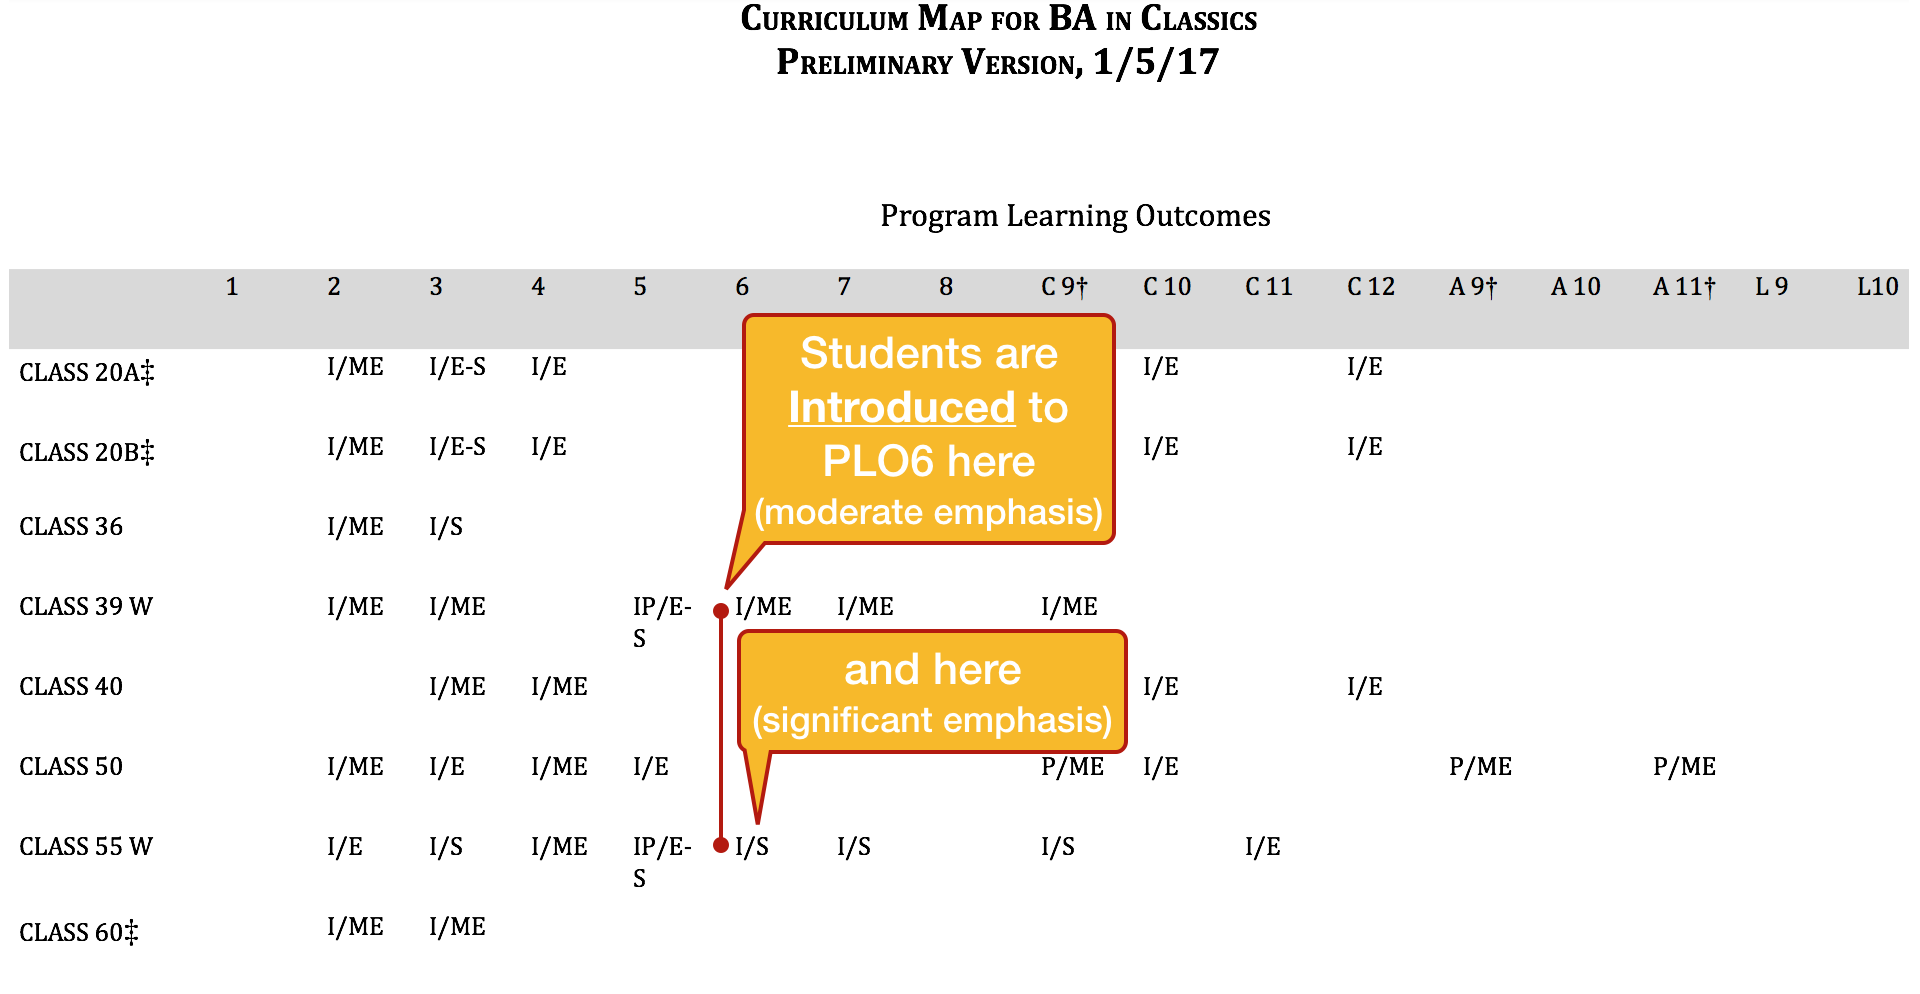 CURRICULUM MAP FOR BA IN CLASSICS
PRELIMINARY VERSION, 1/5/17
Program Learning Outcomes
1 2 3 4 5 6 7 8 C 9† C 10 C 11 C 12 A 9† A 10 A 11† L 9 L10
CLASS 20A‡ I/ME I/E-S I/E I/E I/E
CLASS 20B‡ I/ME I/E-S I/E I/E I/E
Students are
Introduced to
PLO6 here
(moderate emphasis)
CLASS 36 I/ME I/S
CLASS 39 W I/ME I/ME IP/E- I/ME I/ME I/ME
S
and here
(significant emphasis)
CLASS 40 I/ME I/ME I/E I/E
CLASS 50 I/ME I/E I/ME I/E P/ME I/E P/ME P/ME
CLASS 55 W I/E I/S I/ME IP/E- I/S I/S I/S I/E
S
CLASS 60‡ I/ME I/ME